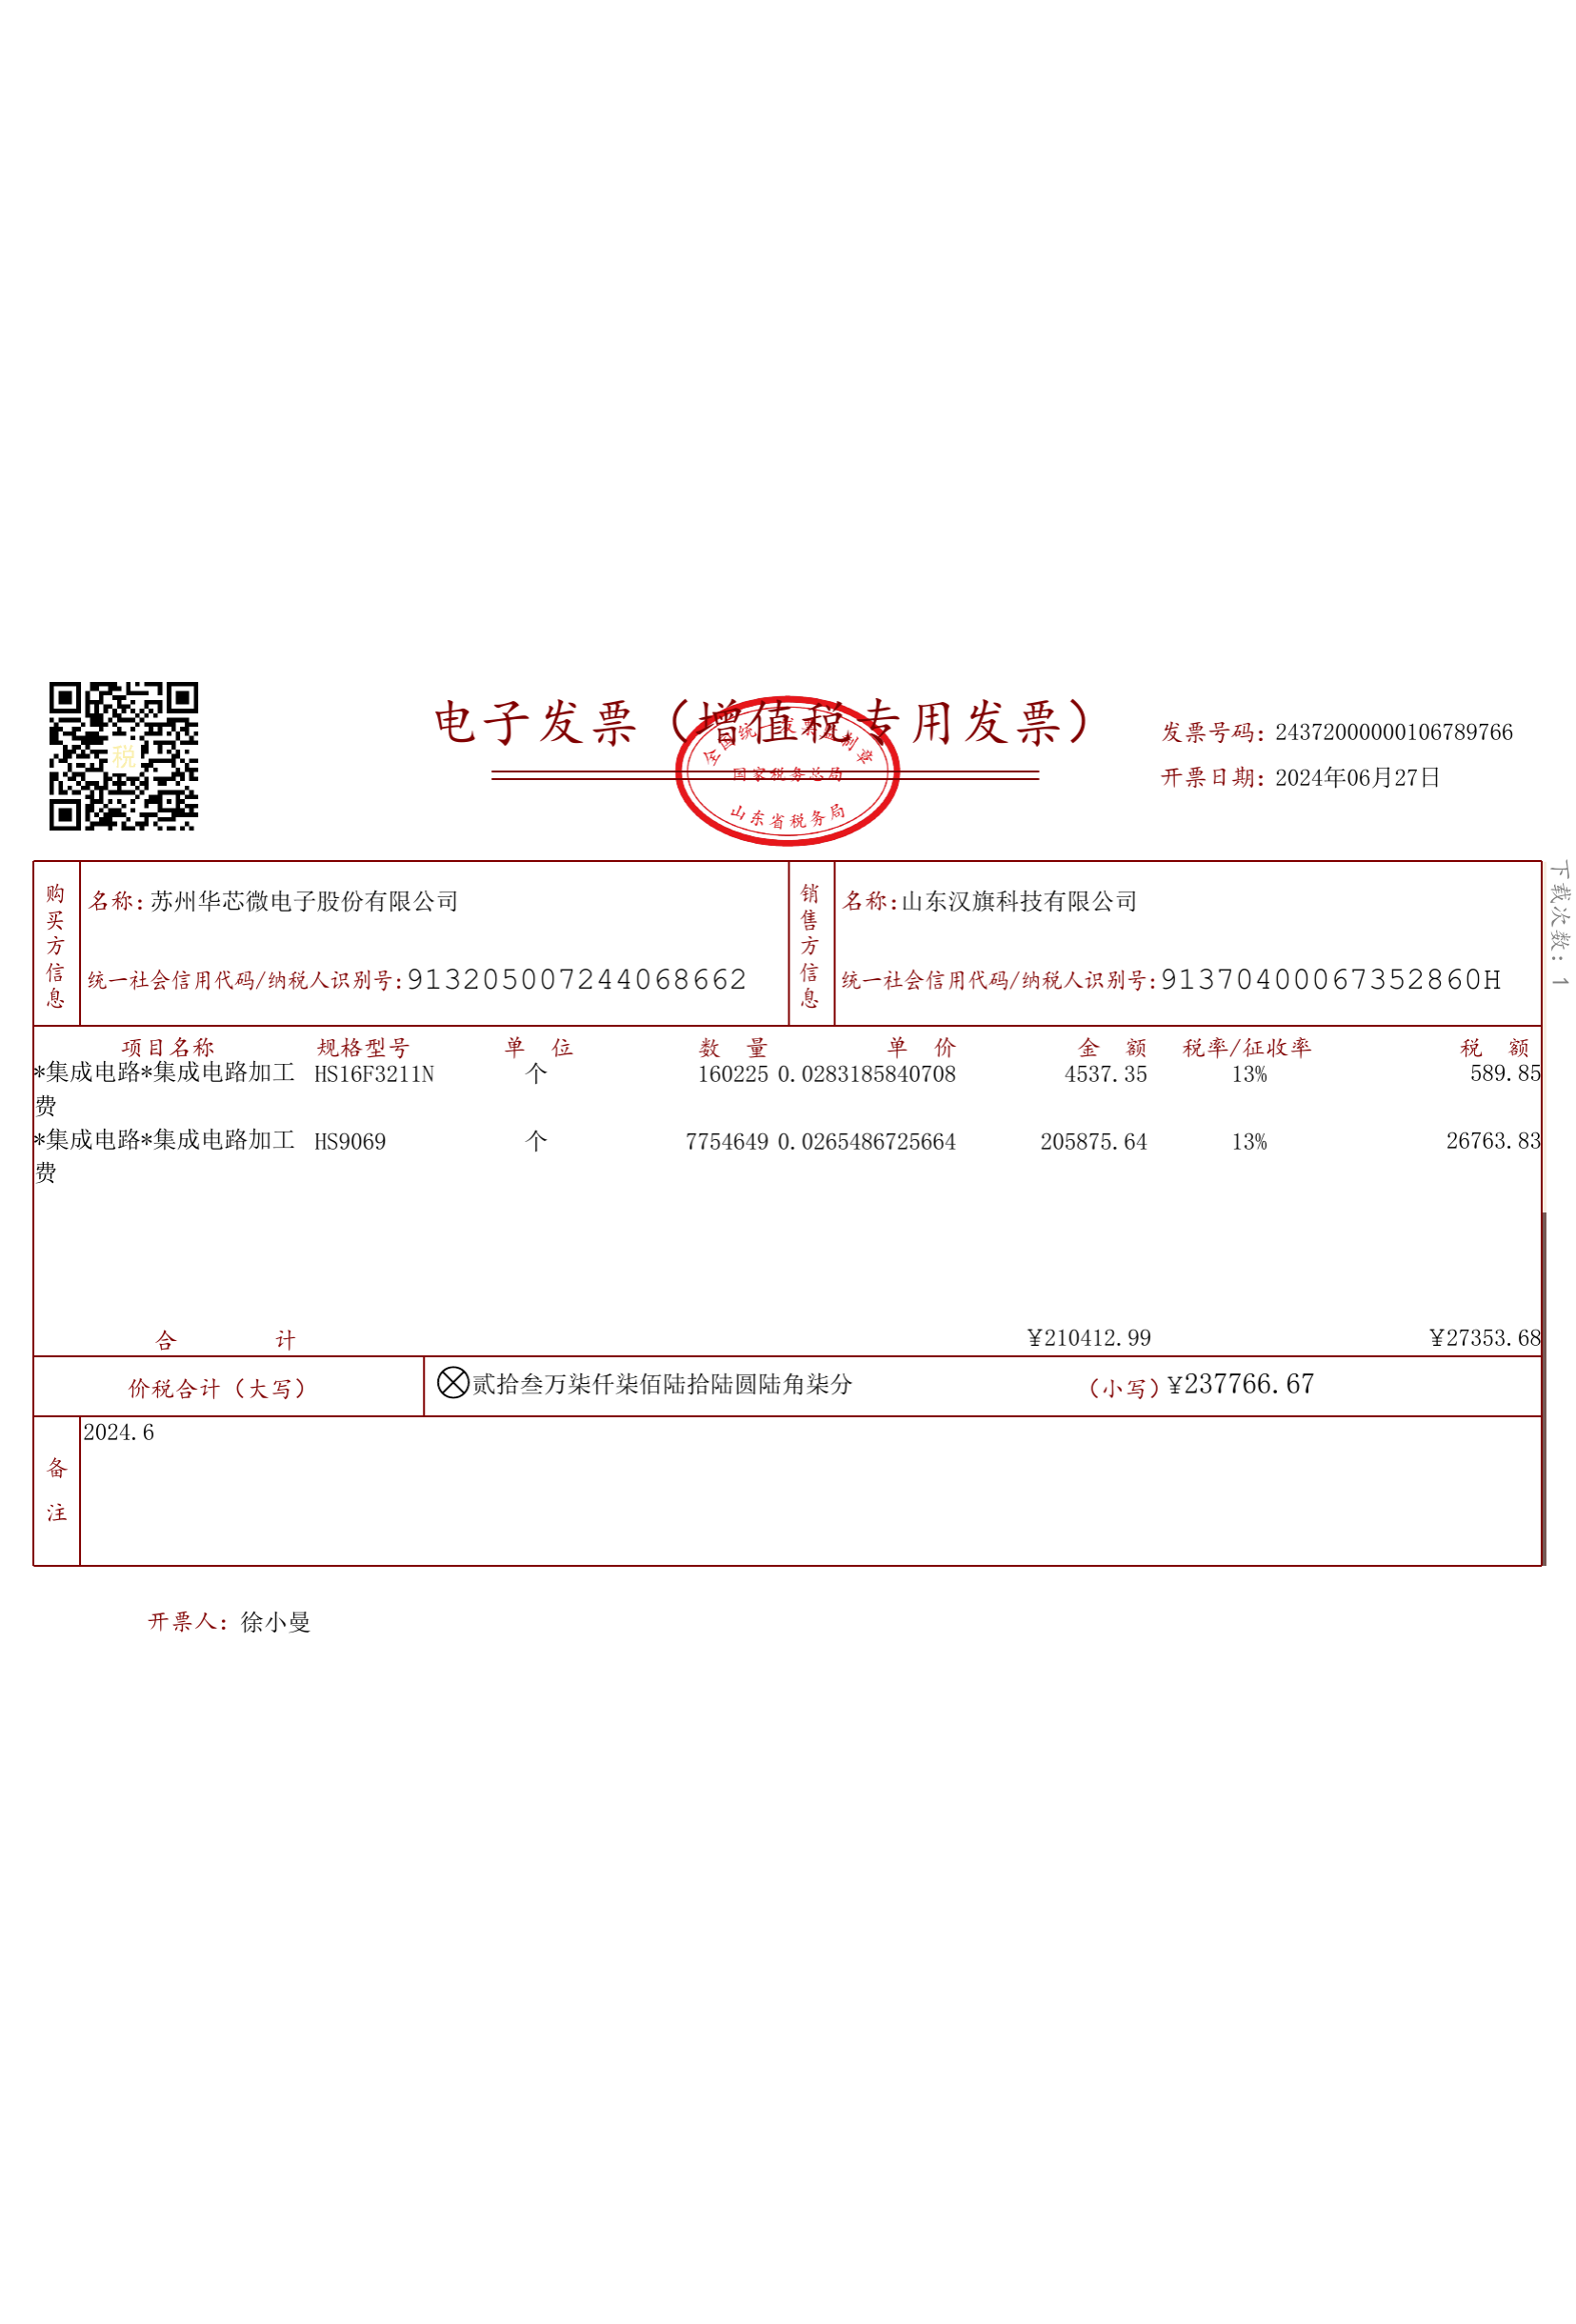 电子发票（增值税专用发票）
全国统一发票监制章
国家税务总局
山东省税务局
税
发票号码：24372000000106789766
开票日期：2024年06月27日
下载次数：1
购买方信息
名称：苏州华芯微电子股份有限公司
统一社会信用代码/纳税人识别号：913205007244068662
销售方信息
名称：山东汉旗科技有限公司
统一社会信用代码/纳税人识别号：91370400067352860H
项目名称 规格型号 单 位 数 量 单 价 金 额 税率/征收率 税 额
*集成电路*集成电路加工 HS16F3211N 个 160225 0.0283185840708 4537.35 13% 589.85
费
*集成电路*集成电路加工 HS9069 个 7754649 0.0265486725664 205875.64 13% 26763.83
费
合 计 ¥210412.99 ¥27353.68
价税合计（大写） ⊗贰拾叁万柒仟柒佰陆拾陆圆陆角柒分 （小写）¥237766.67
备注
2024.6
开票人：徐小曼